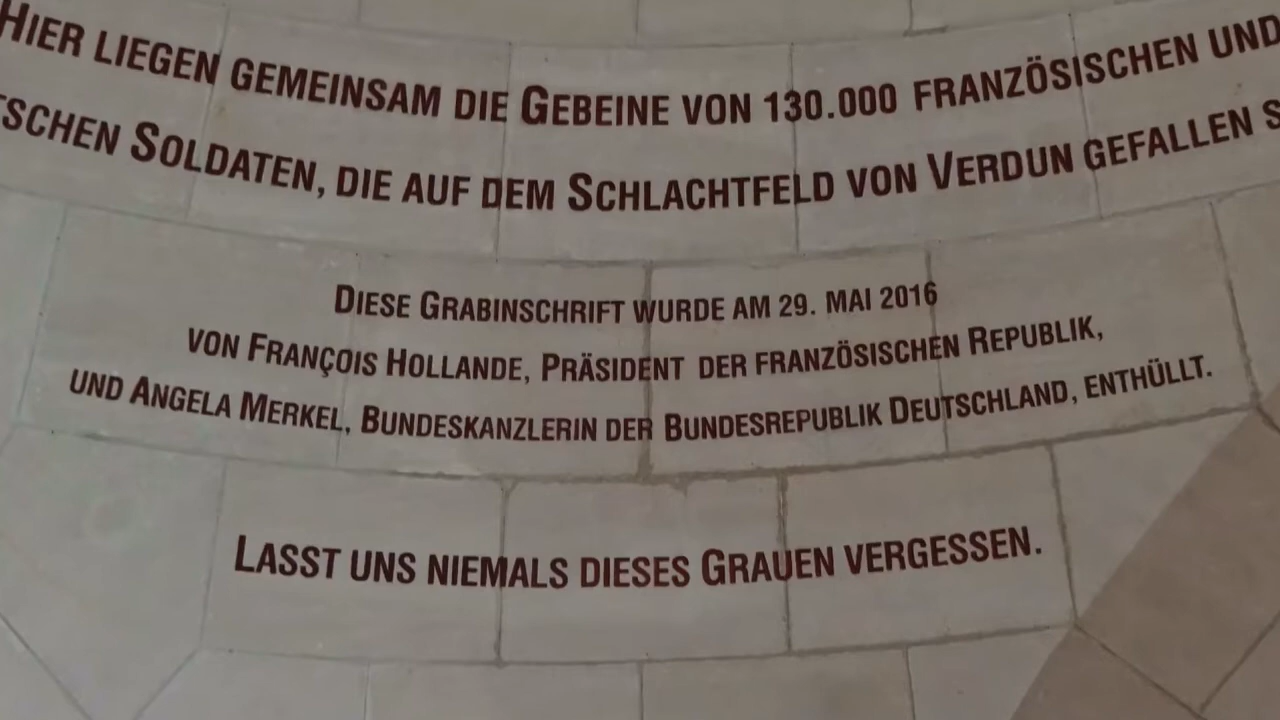 HIER LIEGEN GEMEINSAM DIE GEBEINE VON 130.000 FRANZÖSISCHEN UND
SOLDATEN, DIE AUF DEM SCHLACHTFELD VON VERDUN GEFALLEN
DIESE GRABINSCHRIFT WURDE AM 29. MAI 2016
VON FRANÇOIS HOLLANDE, PRÄSIDENT DER FRANZÖSISCHEN REPUBLIK,
UND ANGELA MERKEL, BUNDESKANZLERIN DER BUNDESREPUBLIK DEUTSCHLAND, ENTHÜLLT.
LASST UNS NIEMALS DIESES GRAUEN VERGESSEN.